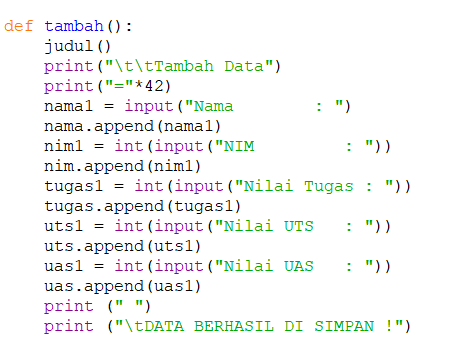 def tambah():
    judul()
    print("\t\tTambah Data")
    print("="*42)
    nama1 = input("Nama        : ")
    nama.append(nama1)
    nim1 = int(input("NIM         : "))
    nim.append(nim1)
    tugas1 = int(input("Nilai Tugas : "))
    tugas.append(tugas1)
    uts1 = int(input("Nilai UTS   : "))
    uts.append(uts1)
    uas1 = int(input("Nilai UAS   : "))
    uas.append(uas1)
    print (" ")
    print ("\tDATA BERHASIL DI SIMPAN !")